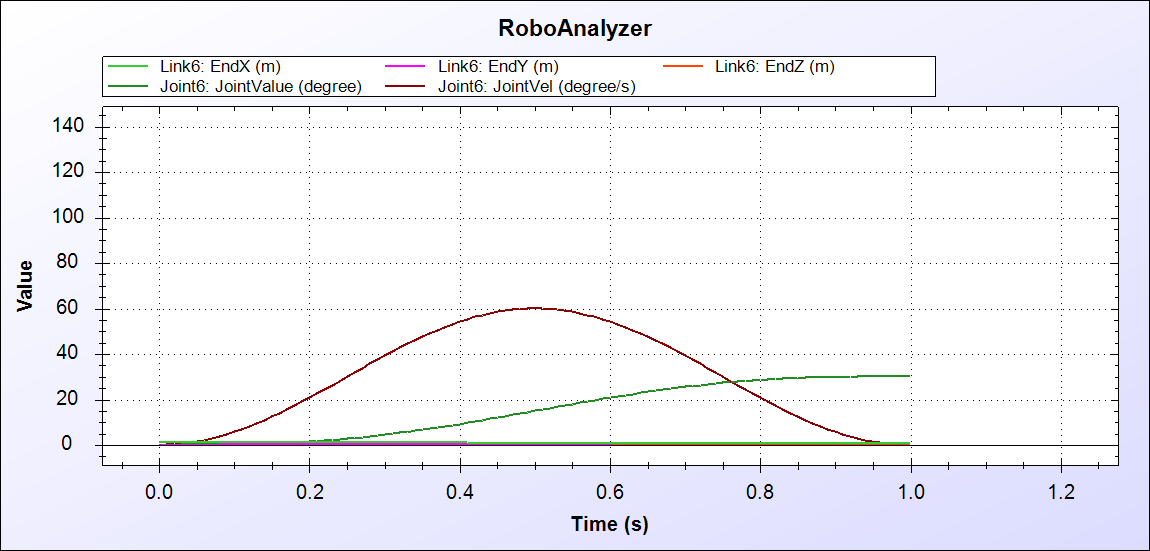 RoboAnalyzer
Link6: EndX (m) Link6: EndY (m) Link6: EndZ (m)
Joint6: JointValue (degree) Joint6: JointVel (degree/s)
140
120
100
80
60
40
20
0
Value
0.0 0.2 0.4 0.6 0.8 1.0 1.2
Time (s)